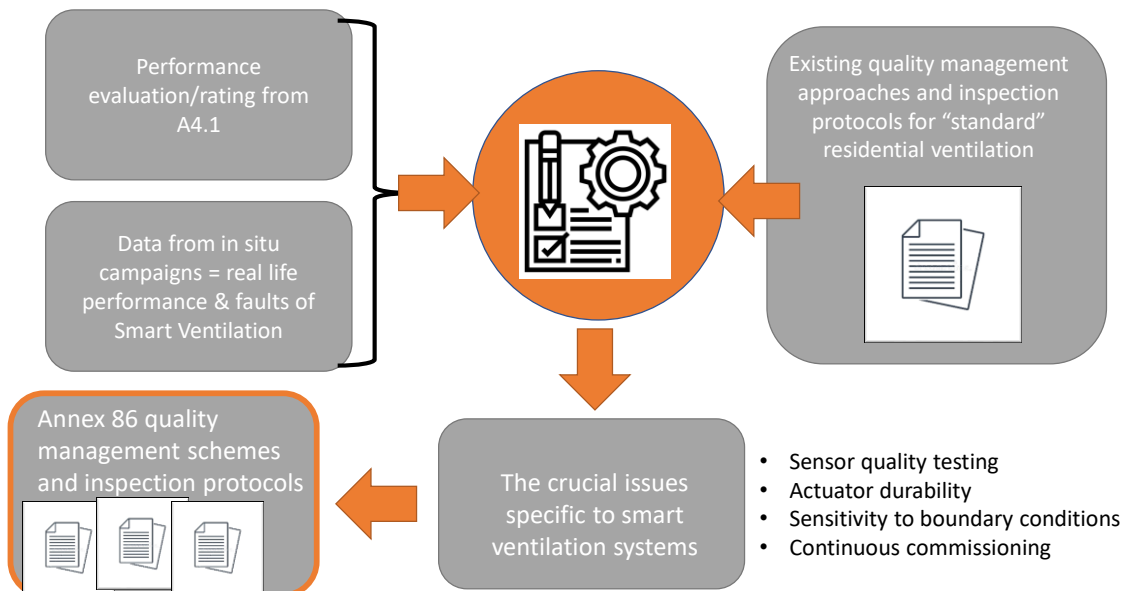 Performance
evaluation/rating from
A4.1
Data from in situ
campaigns = real life
performance & faults of
Smart Ventilation
Existing quality management
approaches and inspection
protocols for “standard”
residential ventilation
Annex 86 quality
management schemes
and inspection protocols
The crucial issues
specific to smart
ventilation systems
• Sensor quality testing
• Actuator durability
• Sensitivity to boundary conditions
• Continuous commissioning